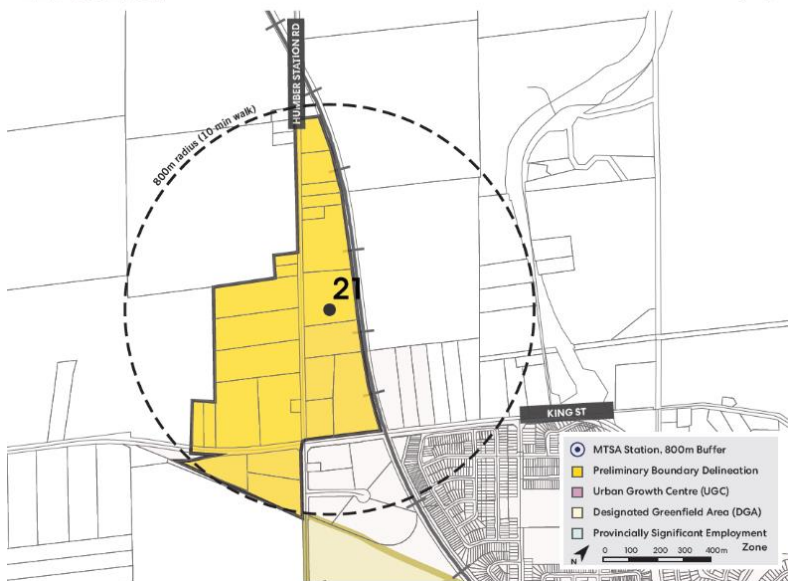 HUMBER STATION RD
800m radius (10 min walk)
21
KING ST
MTSA Station, 800m Buffer
Preliminary Boundary Delineation
Urban Growth Centre (UGC)
Designated Greenfield Area (DGA)
Provincially Significant Employment
Zone
N
0 100 200 300 400m